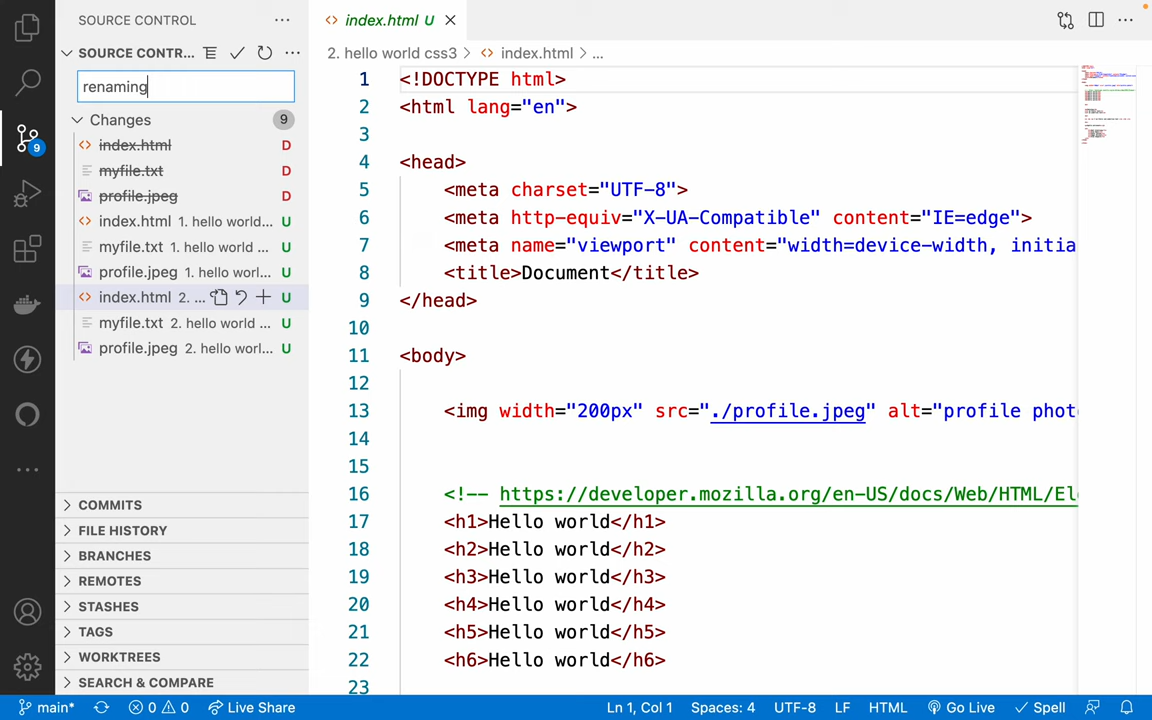 SOURCE CONTROL
SOURCE CONTR...
renaming
Changes 9
index.html D
myfile.txt D
profile.jpeg D
index.html 1. hello world... U
myfile.txt 1. hello world ... U
profile.jpeg 1. hello worl... U
index.html 2. ... U
myfile.txt 2. hello world ... U
profile.jpeg 2. hello worl... U
COMMITS
FILE HISTORY
BRANCHES
REMOTES
STASHES
TAGS
WORKTREES
SEARCH & COMPARE
9
index.html U
2. hello world css3 > index.html > ...
1 <!DOCTYPE html>
2 <html lang="en">
3
4 <head>
5 <meta charset="UTF-8">
6 <meta http-equiv="X-UA-Compatible" content="IE=edge">
7 <meta name="viewport" content="width=device-width, initia
8 <title>Document</title>
9 </head>
10
11 <body>
12
13 <img width="200px" src="./profile.jpeg" alt="profile phot
14
15
16 <!-- https://developer.mozilla.org/en-US/docs/Web/HTML/El
17 <h1>Hello world</h1>
18 <h2>Hello world</h2>
19 <h3>Hello world</h3>
20 <h4>Hello world</h4>
21 <h5>Hello world</h5>
22 <h6>Hello world</h6>
23
main* 0 0 Live Share Ln 1, Col 1 Spaces: 4 UTF-8 LF HTML Go Live Spell